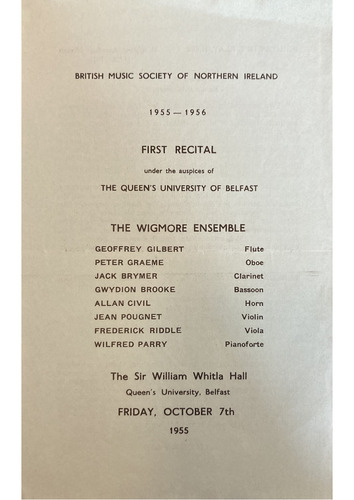 BRITISH MUSIC SOCIETY OF NORTHERN IRELAND
1955—1956
FIRST RECITAL
under the auspices of
THE QUEEN'S UNIVERSITY OF BELFAST
THE WIGMORE ENSEMBLE
GEOFFREY GILBERT Flute
PETER GRAEME Oboe
JACK BRYMER Clarinet
GWYDION BROOKE Bassoon
ALLAN CIVIL Horn
JEAN POUGNET Violin
FREDERICK RIDDLE Viola
WILFRED PARRY Pianoforte
The Sir William Whitla Hall
Queen's University, Belfast
FRIDAY, OCTOBER 7th
1955